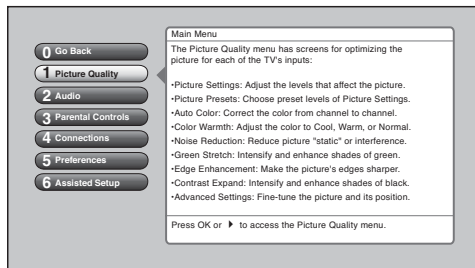 0 Go Back
1 Picture Quality
2 Audio
3 Parental Controls
4 Connections
5 Preferences
6 Assisted Setup
Main Menu
The Picture Quality menu has screens for optimizing the
picture for each of the TV's inputs:
•Picture Settings: Adjust the levels that affect the picture.
•Picture Presets: Choose preset levels of Picture Settings.
•Auto Color: Correct the color from channel to channel.
•Color Warmth: Adjust the color to Cool, Warm, or Normal.
•Noise Reduction: Reduce picture "static" or interference.
•Green Stretch: Intensify and enhance shades of green.
•Edge Enhancement: Make the picture's edges sharper.
•Contrast Expand: Intensify and enhance shades of black.
•Advanced Settings: Fine-tune the picture and its position.
Press OK or ▶ to access the Picture Quality menu.